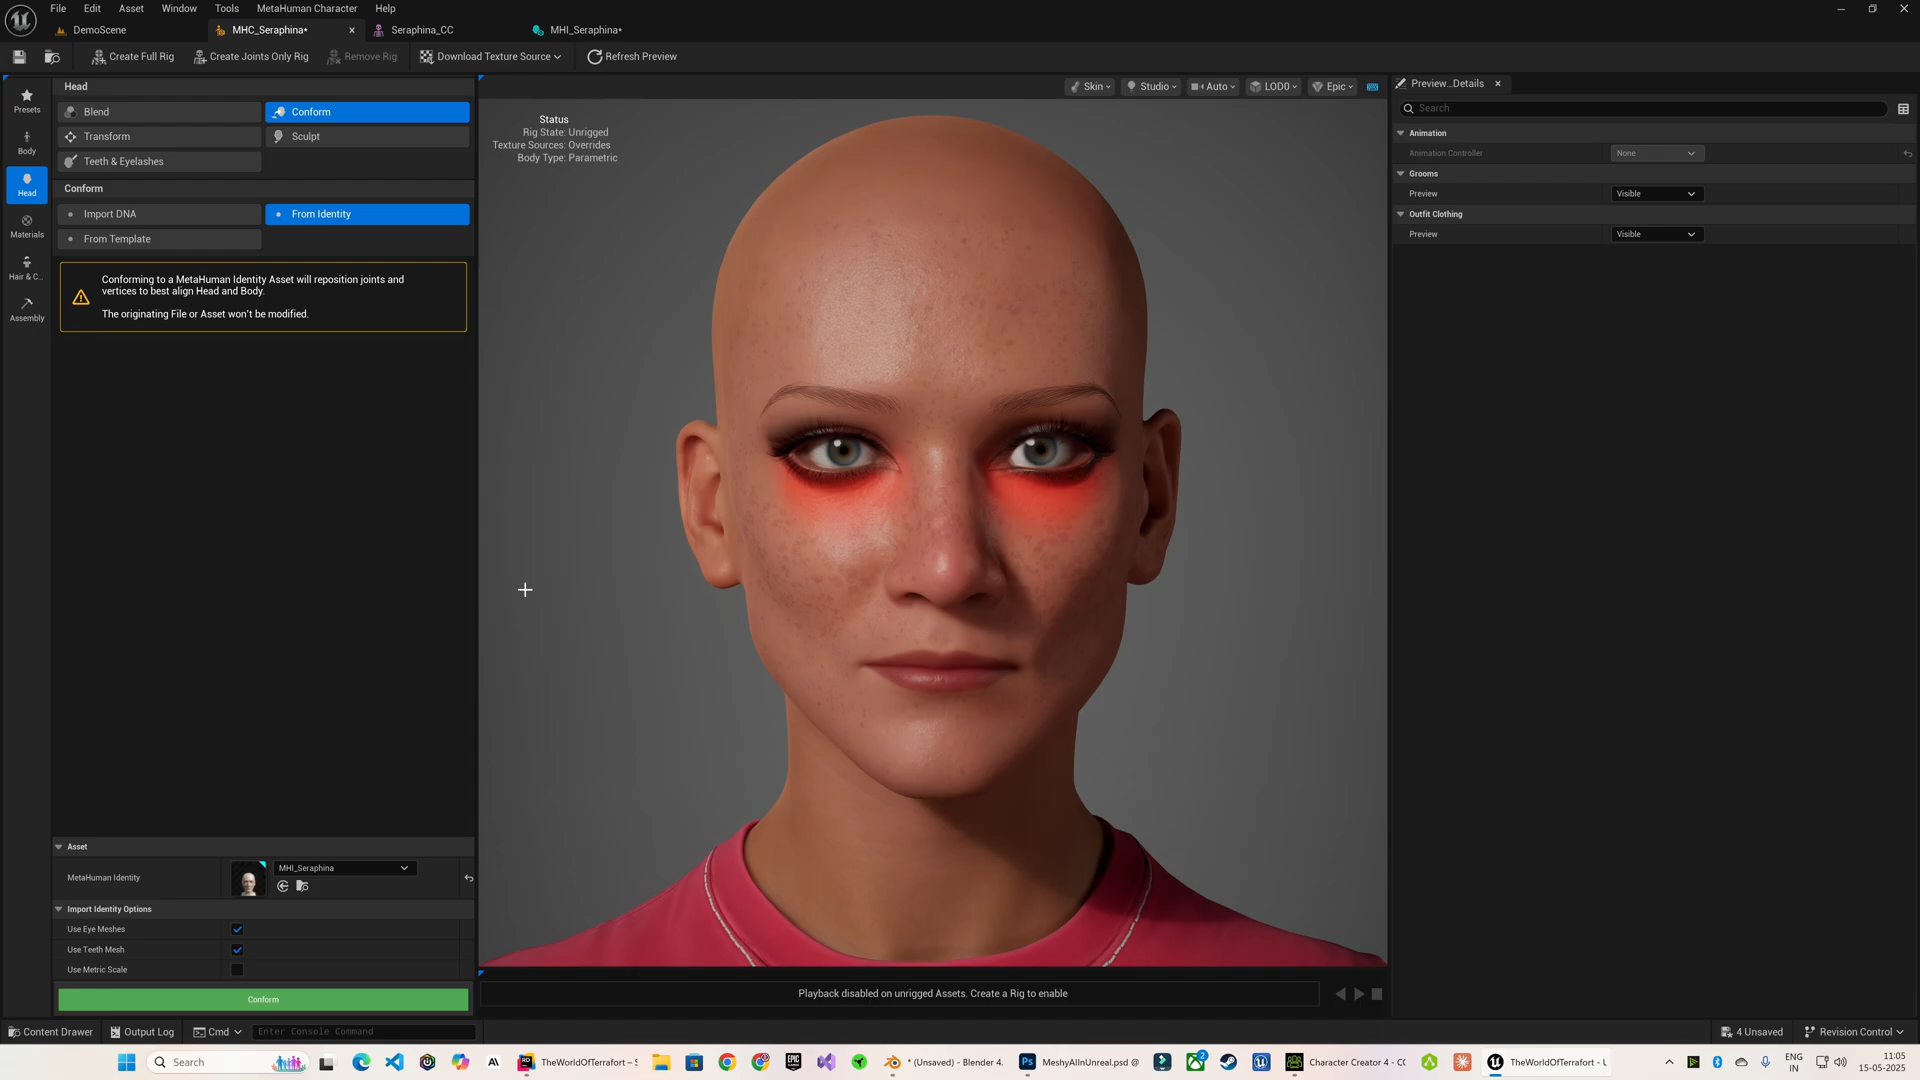 File Edit Asset Window Tools MetaHuman Character Help
DemoScene MHC_Seraphina* Seraphina_CC MHI_Seraphina*
Create Full Rig Create Joints Only Rig Remove Rig Download Texture Source Refresh Preview
Head
Blend Conform
Transform Sculpt
Teeth & Eyelashes
Conform
Import DNA From Identity
From Template
Conforming to a MetaHuman Identity Asset will reposition joints and
vertices to best align Head and Body.
The originating File or Asset won't be modified.
Presets
Body
Head
Materials
Hair & C...
Assembly
Asset
MetaHuman Identity MHI_Seraphina
Import Identity Options
Use Eye Meshes
Use Teeth Mesh
Use Metric Scale
Conform
Skin Studio Auto LOD0 Epic
Status
Rig State: Unrigged
Texture Sources: Overrides
Body Type: Parametric
Playback disabled on unrigged Assets. Create a Rig to enable
Preview...Details
Search
Animation
Animation Controller None
Grooms
Preview Visible
Outfit Clothing
Preview Visible
Content Drawer Output Log Cmd Enter Console Command 4 Unsaved Revision Control
Search TheWorldOfTerrafort – S * (Unsaved) - Blender 4. MeshyAIInUnreal.psd @ Character Creator 4 - CC TheWorldOfTerrafort - U
ENG
IN
11:05
15-05-2025